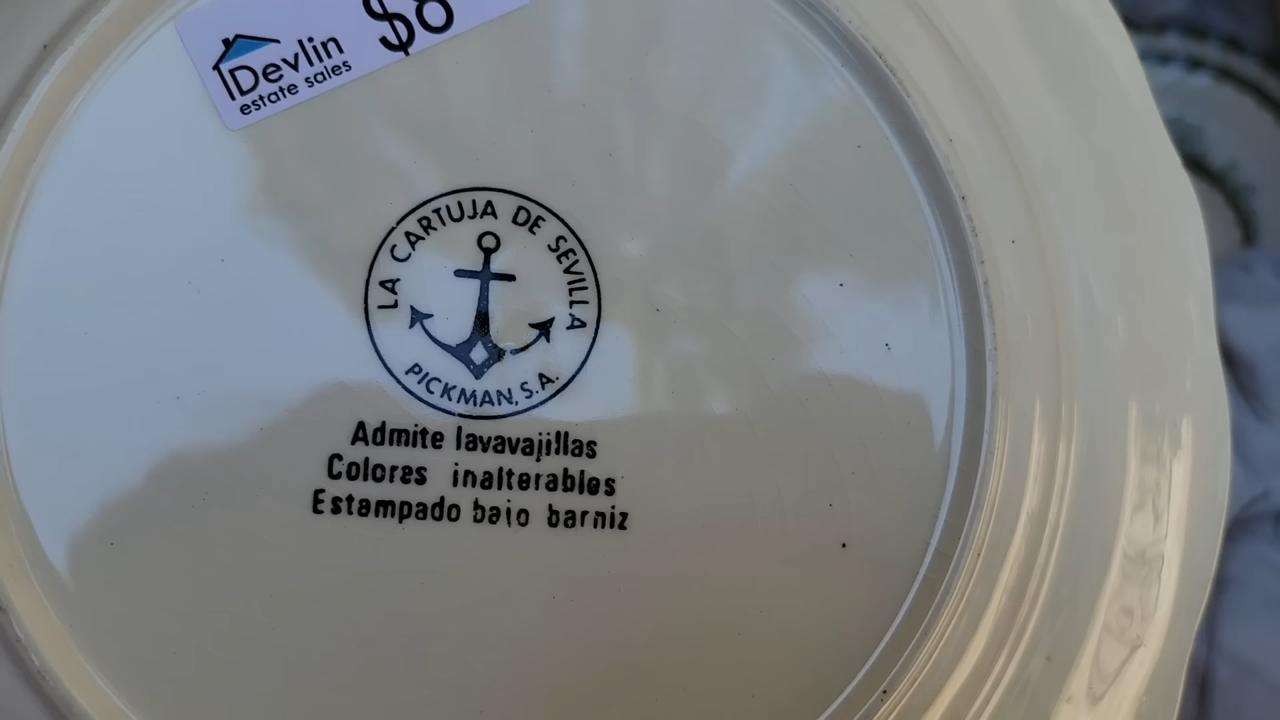 Devlin
estate sales
$8
LA CARTUJA DE SEVILLA
PICKMAN, S.A.
Admite lavavajillas
Colores inalterables
Estampado bajo barniz